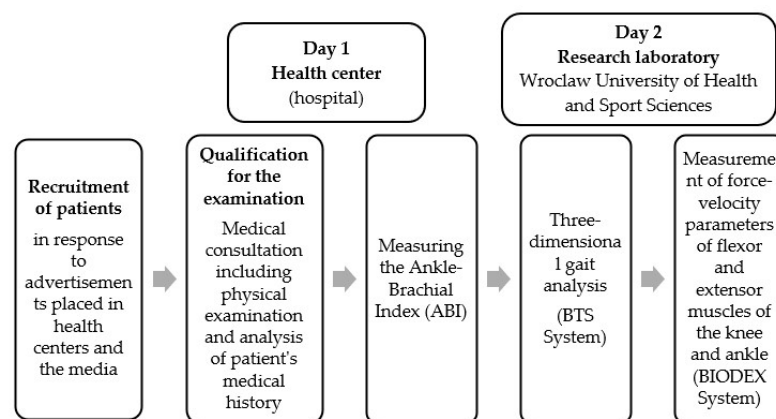 Day 1
Health center
(hospital)
Day 2
Research laboratory
Wroclaw University of Health
and Sport Sciences
Recruitment
of patients
in response
to
advertisemen
ts placed in
health
centers and
the media
Qualification
for the
examination
Medical
consultation
including
physical
examination
and analysis
of patient's
medical
history
Measuring
the Ankle-
Brachial
Index (ABI)
Three-
dimensiona
l gait
analysis
(BTS
System)
Measureme
nt of force-
velocity
parameters
of flexor
and
extensor
muscles of
the knee
and ankle
(BIODEX
System)